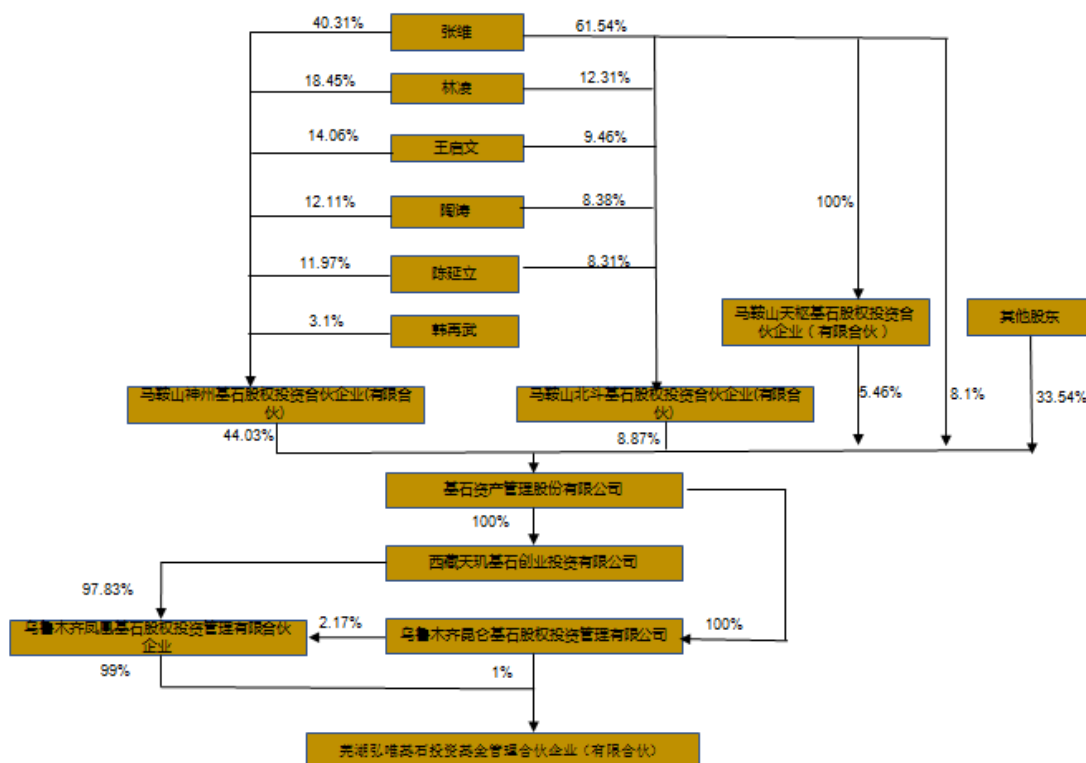 40.31%
张维
61.54%
18.45%
林凌
12.31%
14.06%
王启文
9.46%
12.11%
陶涛
8.38%
100%
11.97%
陈延立
8.31%
3.1%
韩再武
马鞍山天枢基石股权投资合
伙企业（有限合伙）
其他股东
马鞍山神州基石股权投资合伙企业(有限合
伙)
马鞍山北斗基石股权投资合伙企业(有限合
伙)
5.46%
8.1%
33.54%
44.03%
8.87%
基石资产管理股份有限公司
100%
西藏天玑基石创业投资有限公司
97.83%
乌鲁木齐凤凰基石股权投资管理有限合伙
企业
2.17%
乌鲁木齐昆仑基石股权投资管理有限公司
100%
99%
1%
芜湖弘唯基石投资基金管理合伙企业（有限合伙）